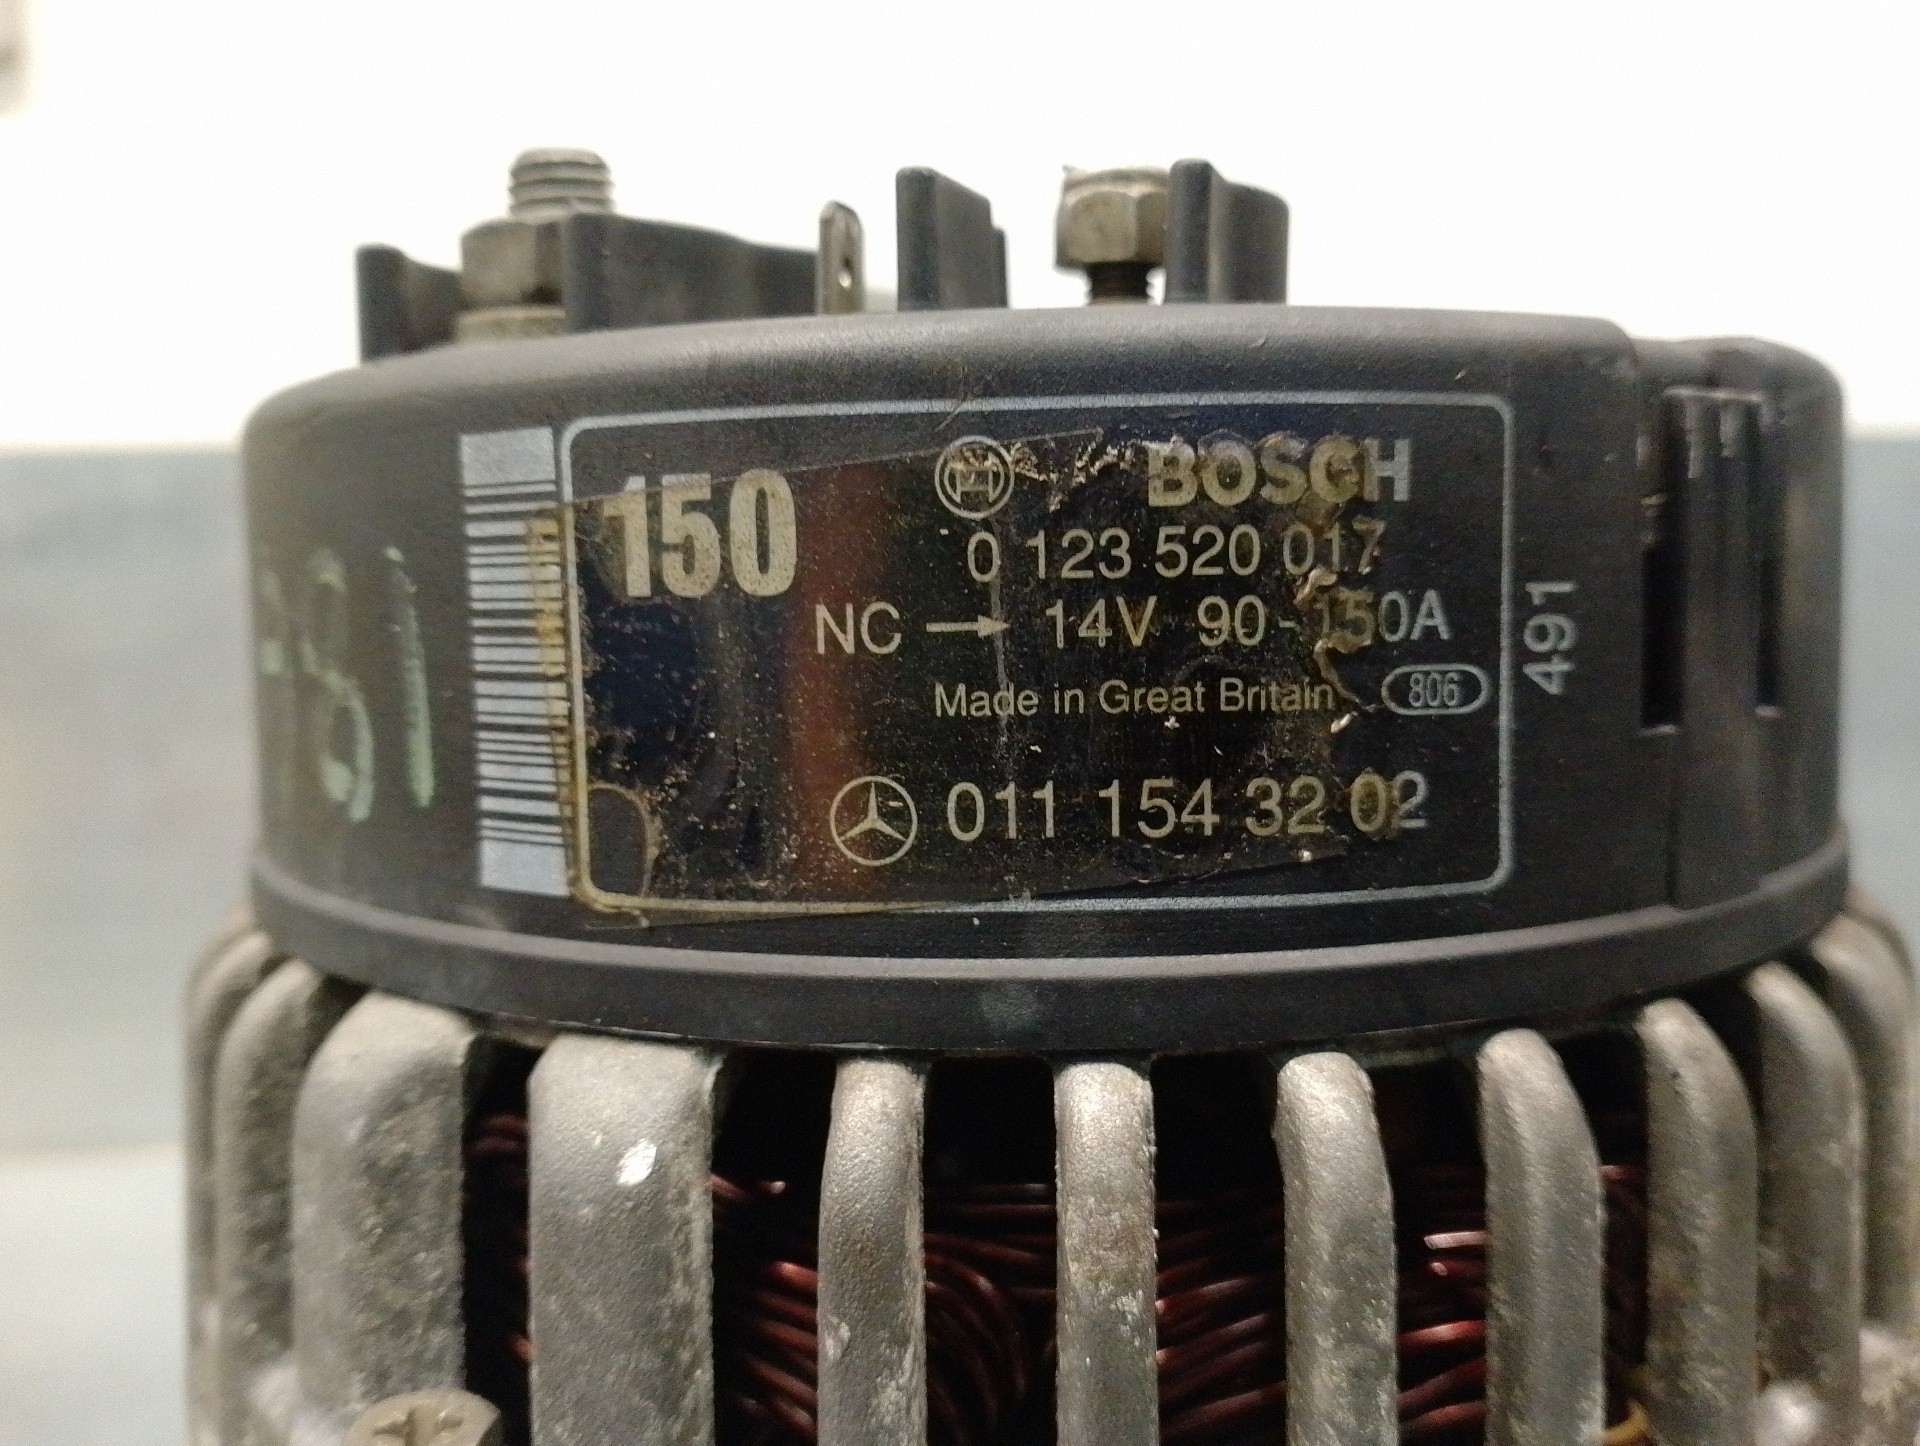 150
BOSCH
0 123 520 017
NC → 14V 90-150A
Made in Great Britain 806
011 154 32 02
491
81